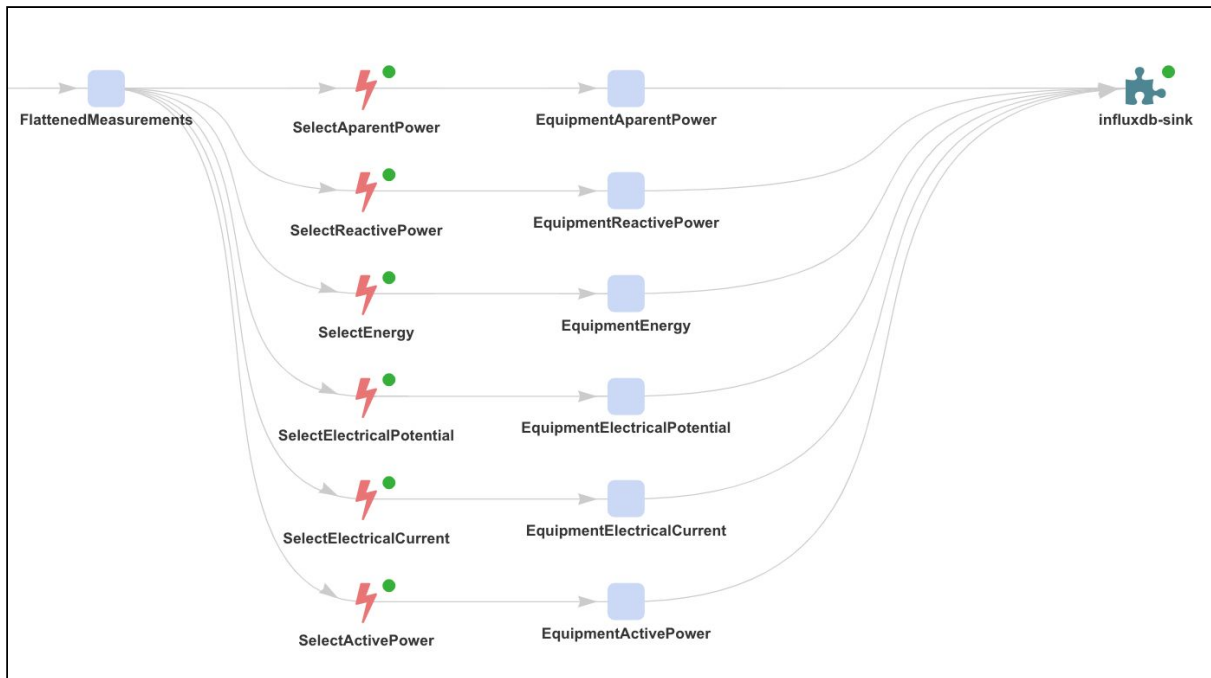 FlattenedMeasurements
SelectAparentPower
EquipmentAparentPower
influxdb-sink
SelectReactivePower
EquipmentReactivePower
SelectEnergy
EquipmentEnergy
SelectElectricalPotential
EquipmentElectricalPotential
SelectElectricalCurrent
EquipmentElectricalCurrent
SelectActivePower
EquipmentActivePower